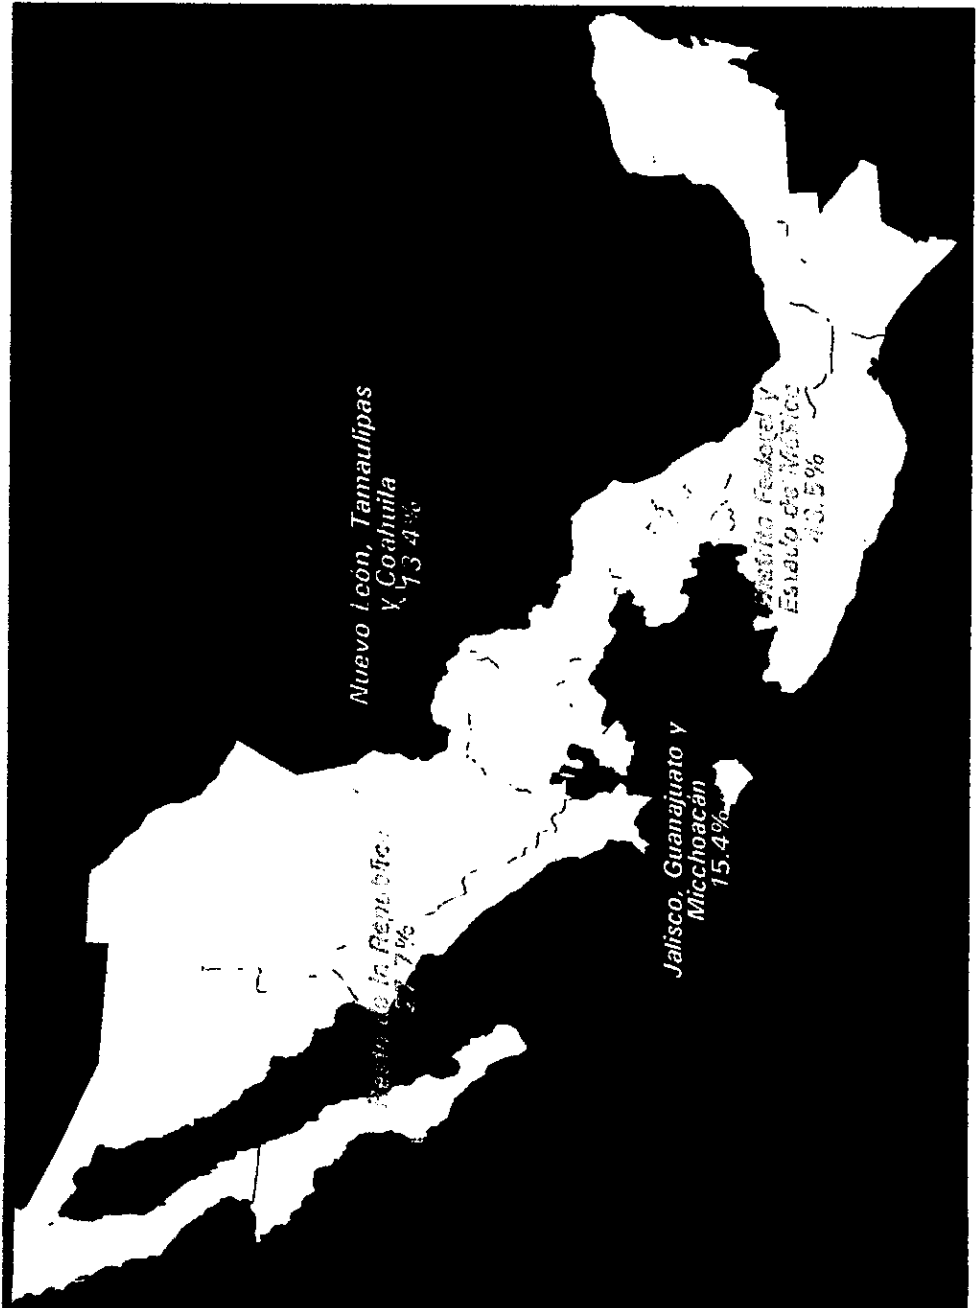 Nuevo León, Tamaulipas
y Coahuila
13.4%
Resto de la República
27.7%
Jalisco, Guanajuato y
Micchoacán
15.4%
Distrito Federal y
Estado de México
43.5%